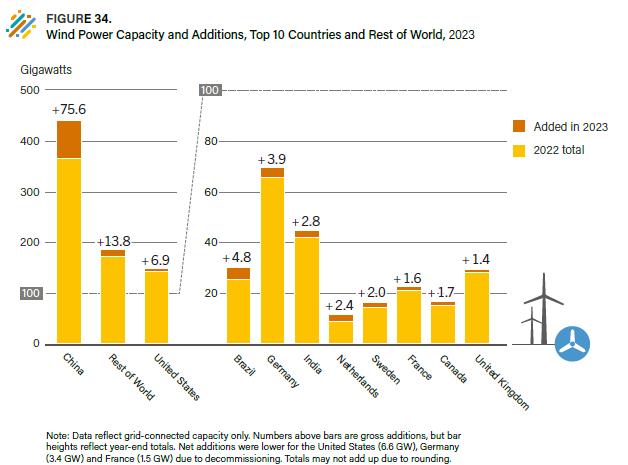 FIGURE 34.
Wind Power Capacity and Additions, Top 10 Countries and Rest of World, 2023
Gigawatts
500
400
300
200
100
0
100
80
60
40
20
+75.6
+13.8
+6.9
+4.8
+3.9
+2.8
+2.4
+2.0
+1.6
+1.7
+1.4
China
Rest of World
United States
Brazil
Germany
India
Netherlands
Sweden
France
Canada
United Kingdom
Added in 2023
2022 total
Note: Data reflect grid-connected capacity only. Numbers above bars are gross additions, but bar
heights reflect year-end totals. Net additions were lower for the United States (6.6 GW), Germany
(3.4 GW) and France (1.5 GW) due to decommissioning. Totals may not add up due to rounding.